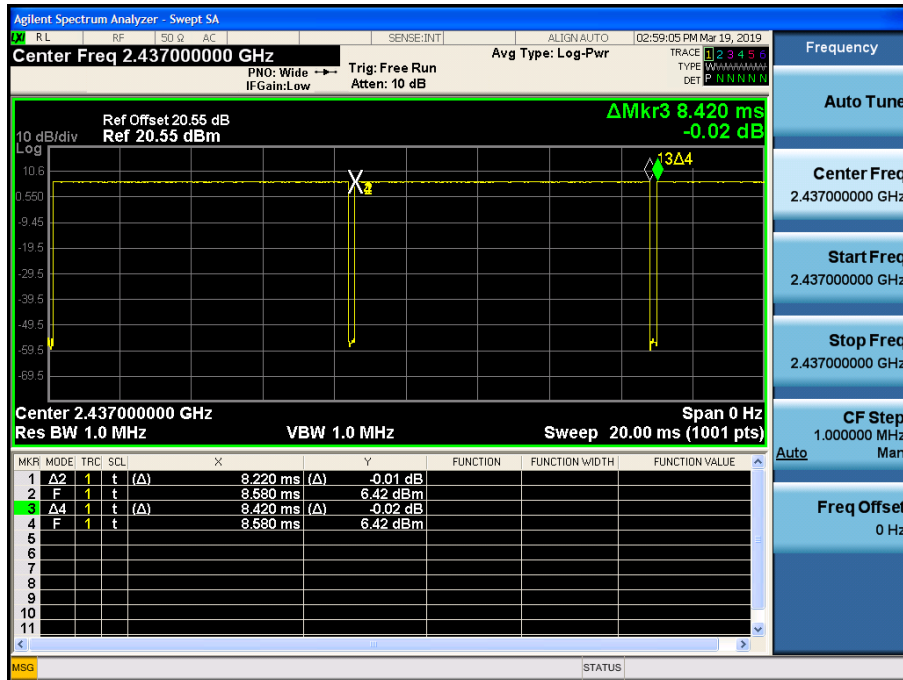 Agilent Spectrum Analyzer - Swept SA
LXI RL RF 50 Ω AC SENSE:INT ALIGN AUTO 02:59:05 PM Mar 19, 2019
Center Freq 2.437000000 GHz
PNO: Wide
IFGain:Low
Trig: Free Run
Atten: 10 dB
Avg Type: Log-Pwr
TRACE 1 2 3 4 5 6
TYPE
DET P N N N N N
ΔMkr3 8.420 ms
-0.02 dB
Ref Offset 20.55 dB
10 dB/div Ref 20.55 dBm
Log
13Δ4
10.6
0.550
-9.45
-19.5
-29.5
-39.5
-49.5
-59.5
-69.5
Center 2.437000000 GHz Span 0 Hz
Res BW 1.0 MHz VBW 1.0 MHz Sweep 20.00 ms (1001 pts)
MKR MODE TRC SCL X Y FUNCTION FUNCTION WIDTH FUNCTION VALUE
1 Δ2 1 t (Δ) 8.220 ms (Δ) -0.01 dB
2 F 1 t 8.580 ms 6.42 dBm
3 Δ4 1 t (Δ) 8.420 ms (Δ) -0.02 dB
4 F 1 t 8.580 ms 6.42 dBm
5
6
7
8
9
10
11
MSG STATUS
Frequency
Auto Tune
Center Freq
2.437000000 GHz
Start Freq
2.437000000 GHz
Stop Freq
2.437000000 GHz
CF Step
1.000000 MHz
Auto Man
Freq Offset
0 Hz